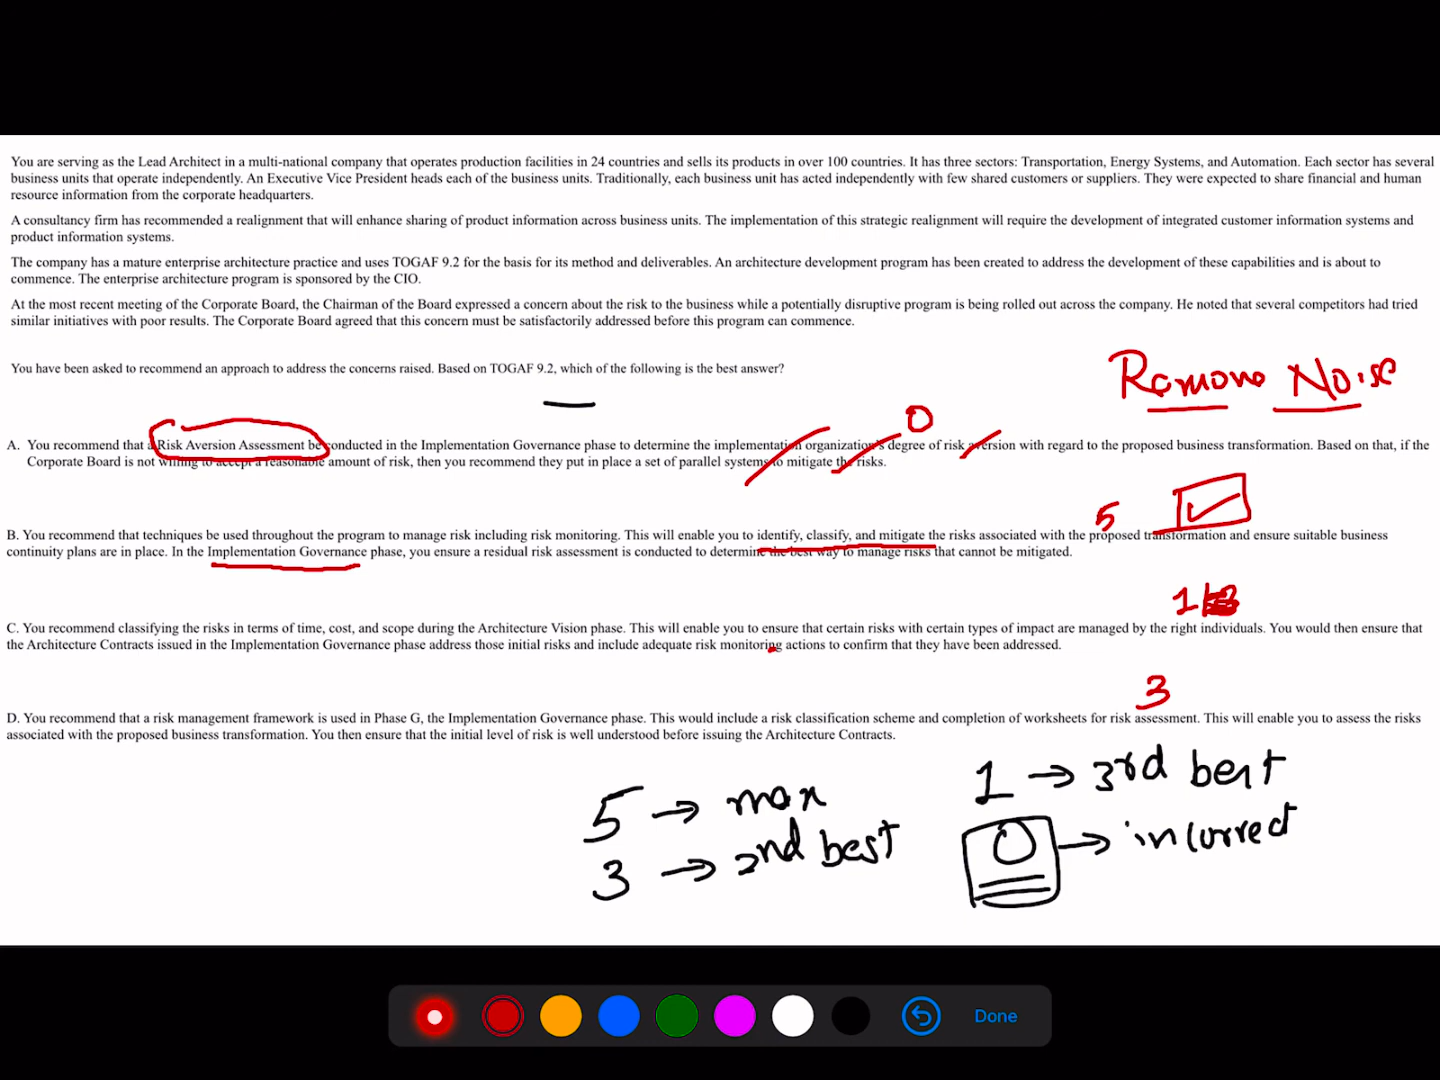 You are serving as the Lead Architect in a multi-national company that operates production facilities in 24 countries and sells its products in over 100 countries. It has three sectors: Transportation, Energy Systems, and Automation. Each sector has several
business units that operate independently. An Executive Vice President heads each of the business units. Traditionally, each business unit has acted independently with few shared customers or suppliers. They were expected to share financial and human
resource information from the corporate headquarters.
A consultancy firm has recommended a realignment that will enhance sharing of product information across business units. The implementation of this strategic realignment will require the development of integrated customer information systems and
product information systems.
The company has a mature enterprise architecture practice and uses TOGAF 9.2 for the basis for its method and deliverables. An architecture development program has been created to address the development of these capabilities and is about to
commence. The enterprise architecture program is sponsored by the CIO.
At the most recent meeting of the Corporate Board, the Chairman of the Board expressed a concern about the risk to the business while a potentially disruptive program is being rolled out across the company. He noted that several competitors had tried
similar initiatives with poor results. The Corporate Board agreed that this concern must be satisfactorily addressed before this program can commence.
You have been asked to recommend an approach to address the concerns raised. Based on TOGAF 9.2, which of the following is the best answer?
Remove Noise
0
A. You recommend that a Risk Aversion Assessment be conducted in the Implementation Governance phase to determine the implementation organization's degree of risk aversion with regard to the proposed business transformation. Based on that, if the
Corporate Board is not willing to accept a reasonable amount of risk, then you recommend they put in place a set of parallel systems to mitigate the risks.
5
B. You recommend that techniques be used throughout the program to manage risk including risk monitoring. This will enable you to identify, classify, and mitigate the risks associated with the proposed transformation and ensure suitable business
continuity plans are in place. In the Implementation Governance phase, you ensure a residual risk assessment is conducted to determine the best way to manage risks that cannot be mitigated.
1
C. You recommend classifying the risks in terms of time, cost, and scope during the Architecture Vision phase. This will enable you to ensure that certain risks with certain types of impact are managed by the right individuals. You would then ensure that
the Architecture Contracts issued in the Implementation Governance phase address those initial risks and include adequate risk monitoring actions to confirm that they have been addressed.
3
D. You recommend that a risk management framework is used in Phase G, the Implementation Governance phase. This would include a risk classification scheme and completion of worksheets for risk assessment. This will enable you to assess the risks
associated with the proposed business transformation. You then ensure that the initial level of risk is well understood before issuing the Architecture Contracts.
5 → max
3 → 2nd best
1 → 3rd best
0 → incorrect
Done